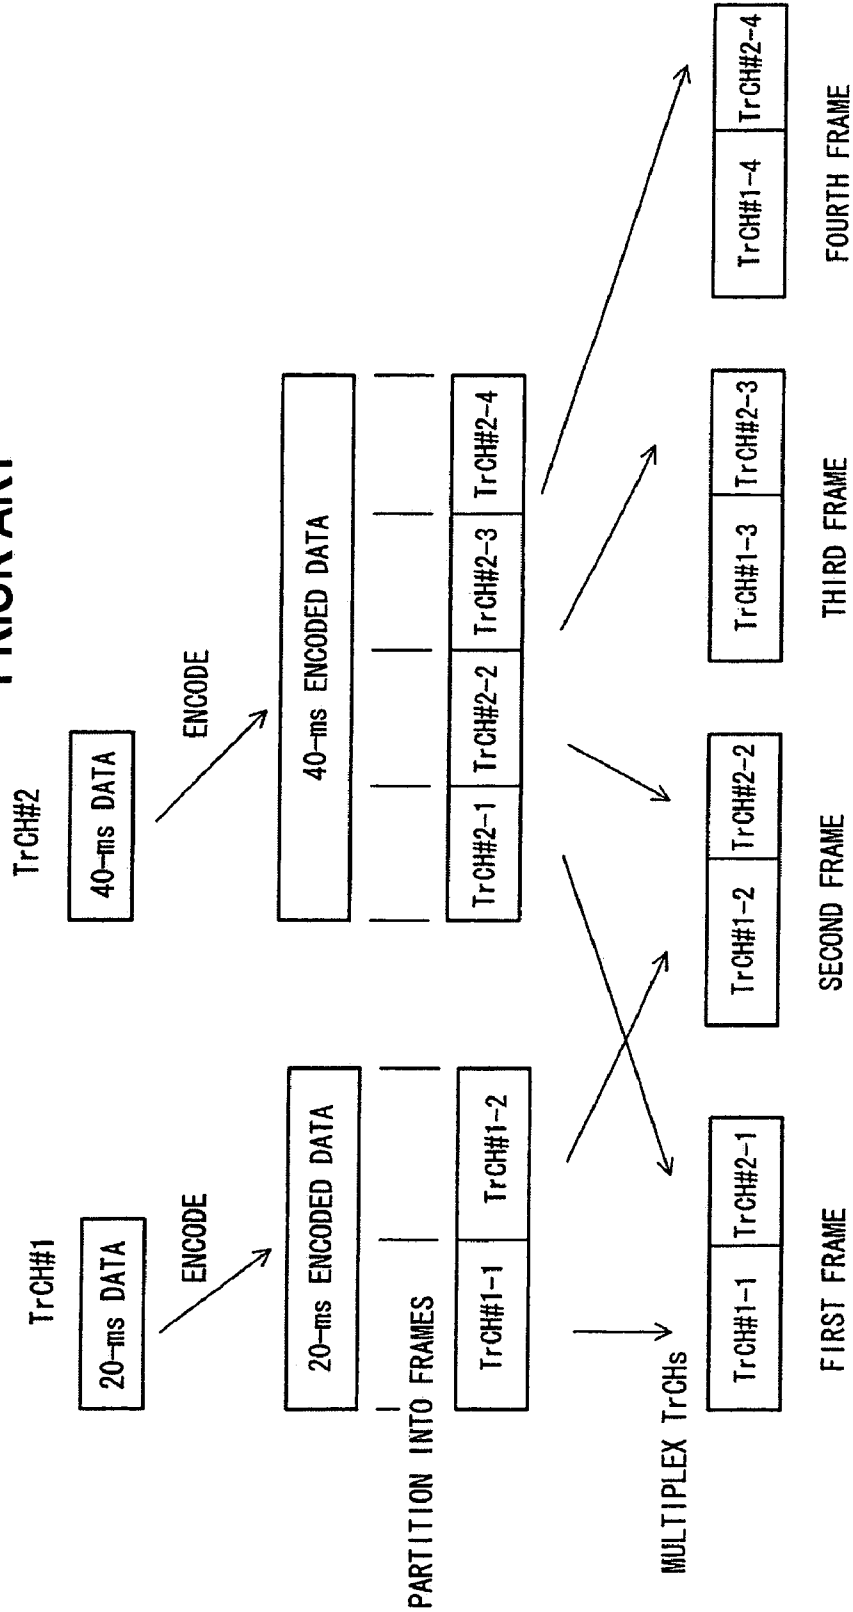 PRIOR ART
TrCH#1
TrCH#2
20-ms DATA
40-ms DATA
ENCODE
ENCODE
20-ms ENCODED DATA
40-ms ENCODED DATA
PARTITION INTO FRAMES
TrCH#1-1 TrCH#1-2
TrCH#2-1 TrCH#2-2 TrCH#2-3 TrCH#2-4
MULTIPLEX TrCHs
TrCH#1-1 TrCH#2-1
TrCH#1-2 TrCH#2-2
TrCH#1-3 TrCH#2-3
TrCH#1-4 TrCH#2-4
FIRST FRAME
SECOND FRAME
THIRD FRAME
FOURTH FRAME